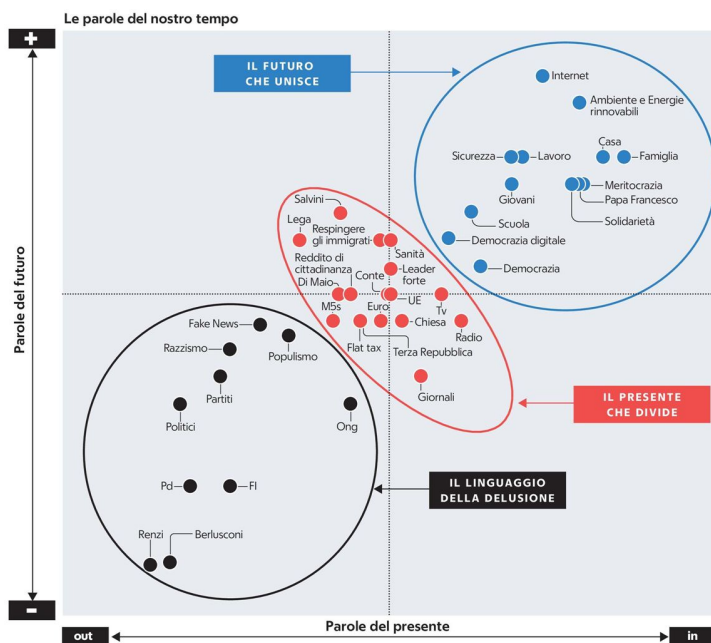 Le parole del nostro tempo
+
IL FUTURO
CHE UNISCE
Internet
Ambiente e Energie
rinnovabili
Sicurezza
Lavoro
Casa
Famiglia
Giovani
Meritocrazia
Papa Francesco
Solidarietà
Scuola
Democrazia digitale
Democrazia
Salvini
Lega
Respingere
gli immigrati
Sanità
Reddito di
cittadinanza
Leader
forte
Di Maio
Conte
UE
M5s
Euro
Tv
Chiesa
Radio
Flat tax
Terza Repubblica
Giornali
IL PRESENTE
CHE DIVIDE
Fake News
Populismo
Razzismo
Partiti
Politici
Ong
Pd
FI
IL LINGUAGGIO
DELLA DELUSIONE
Renzi
Berlusconi
Parole del futuro
-
out
Parole del presente
in